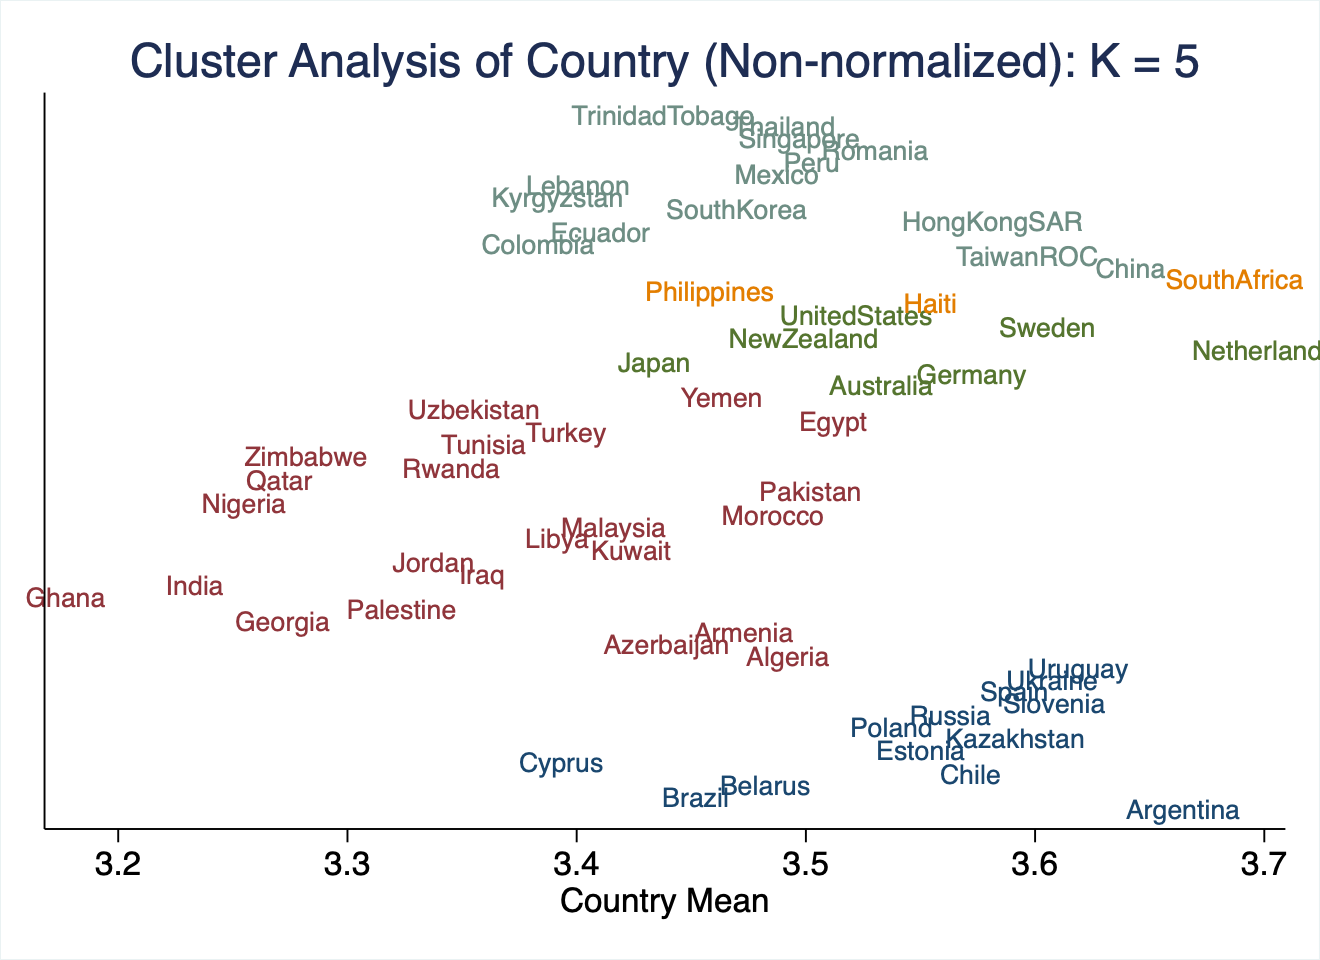 Cluster Analysis of Country (Non-normalized): K = 5
TrinidadTobago
Thailand
Singapore
Romania
Peru
Mexico
Lebanon
Kyrgyzstan
SouthKorea
HongKongSAR
Ecuador
Colombia
TaiwanROC
China
SouthAfrica
Philippines
Haiti
UnitedStates
Sweden
NewZealand
Netherland
Japan
Germany
Australia
Yemen
Uzbekistan
Egypt
Turkey
Tunisia
Zimbabwe
Rwanda
Qatar
Pakistan
Nigeria
Morocco
Malaysia
Libya
Kuwait
Jordan
Iraq
India
Ghana
Palestine
Georgia
Armenia
Azerbaijan
Algeria
Uruguay
Ukraine
Spain
Slovenia
Russia
Poland
Kazakhstan
Estonia
Cyprus
Chile
Belarus
Brazil
Argentina
3.2 3.3 3.4 3.5 3.6 3.7
Country Mean